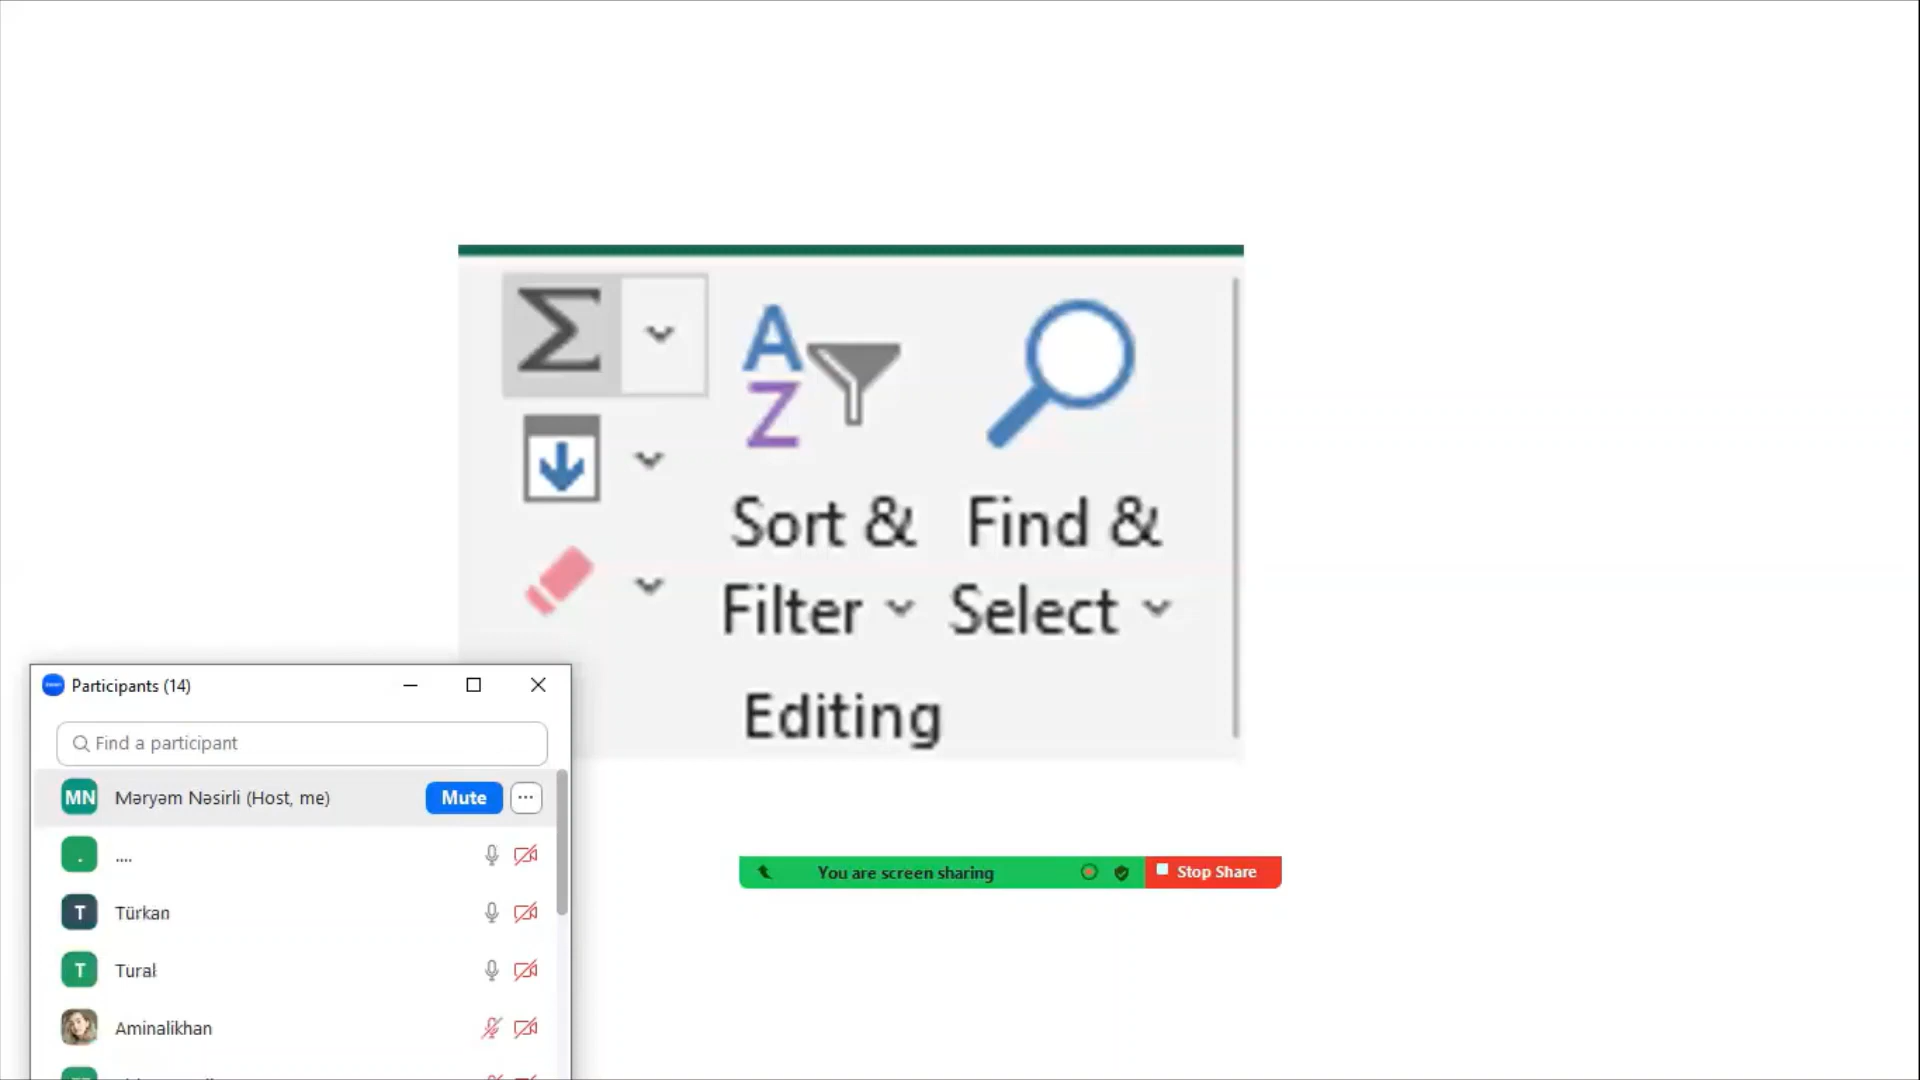 Σ
A
Z
Sort & Filter
Find & Select
Editing
Participants (14)
Find a participant
MN Məryəm Nəsirli (Host, me) Mute ...
. ....
T Türkan
T Tural
Aminalikhan
You are screen sharing
Stop Share